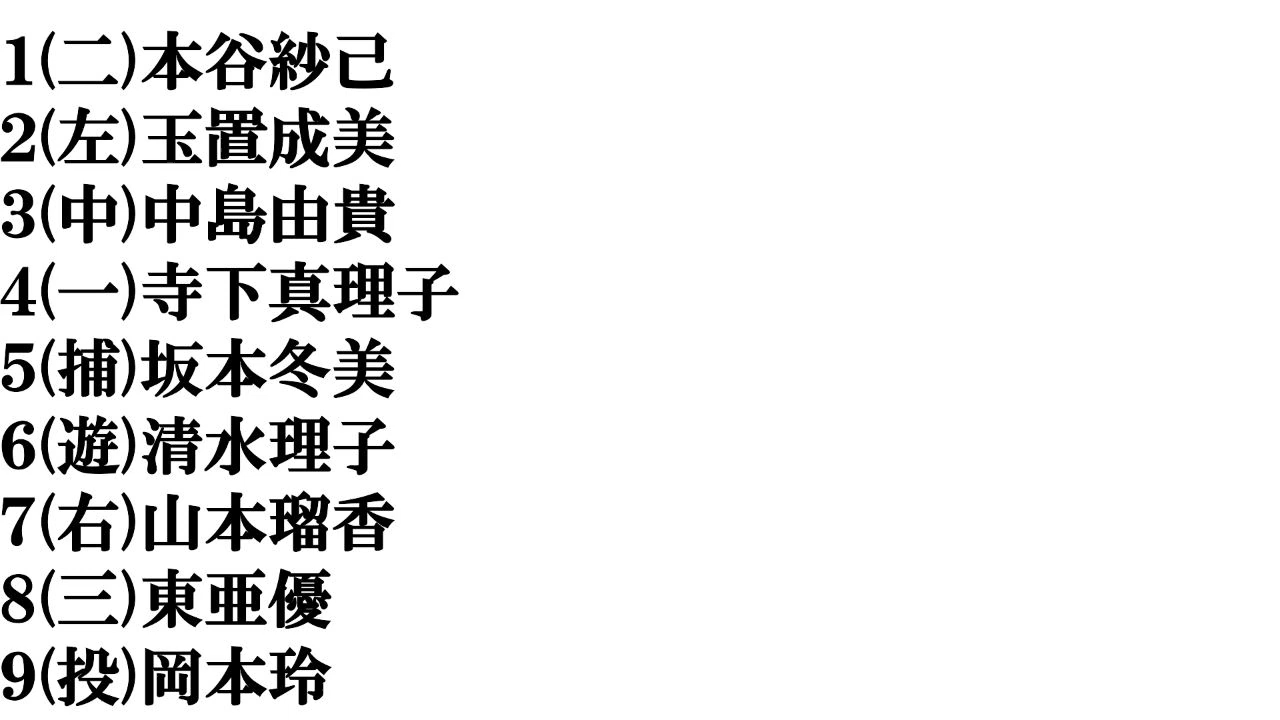 1(二)本谷紗己
2(左)玉置成美
3(中)中島由貴
4(一)寺下真理子
5(捕)坂本冬美
6(遊)清水理子
7(右)山本瑠香
8(三)東亜優
9(投)岡本玲